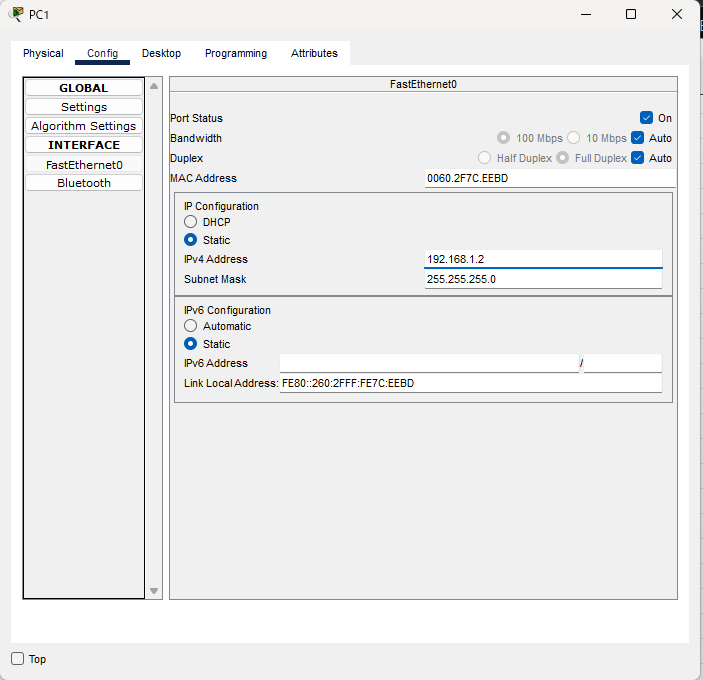 PC1
Physical Config Desktop Programming Attributes
GLOBAL
Settings
Algorithm Settings
INTERFACE
FastEthernet0
Bluetooth
FastEthernet0
Port Status On
Bandwidth 100 Mbps 10 Mbps Auto
Duplex Half Duplex Full Duplex Auto
MAC Address 0060.2F7C.EEBD
IP Configuration
DHCP
Static
IPv4 Address 192.168.1.2
Subnet Mask 255.255.255.0
IPv6 Configuration
Automatic
Static
IPv6 Address /
Link Local Address: FE80::260:2FFF:FE7C:EEBD
Top